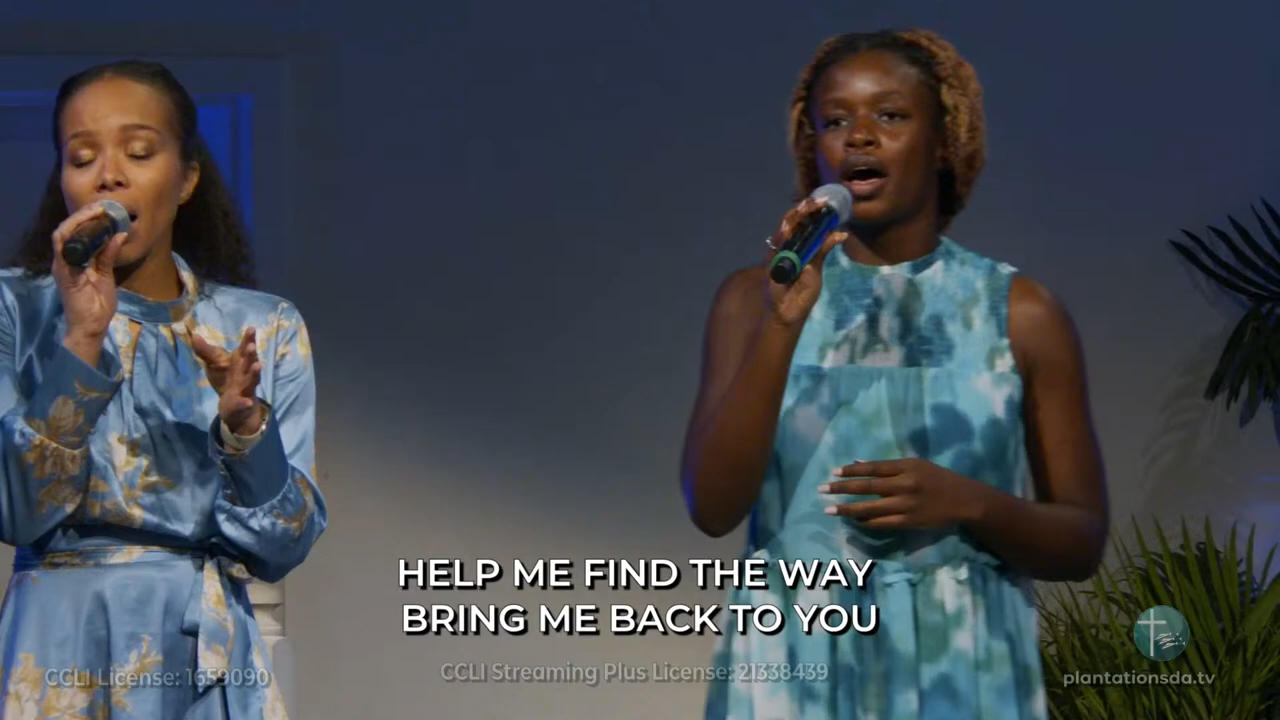 HELP ME FIND THE WAY
BRING ME BACK TO YOU
CCLI License: 1659090
CCLI Streaming Plus License: 21338439
plantationsda.tv